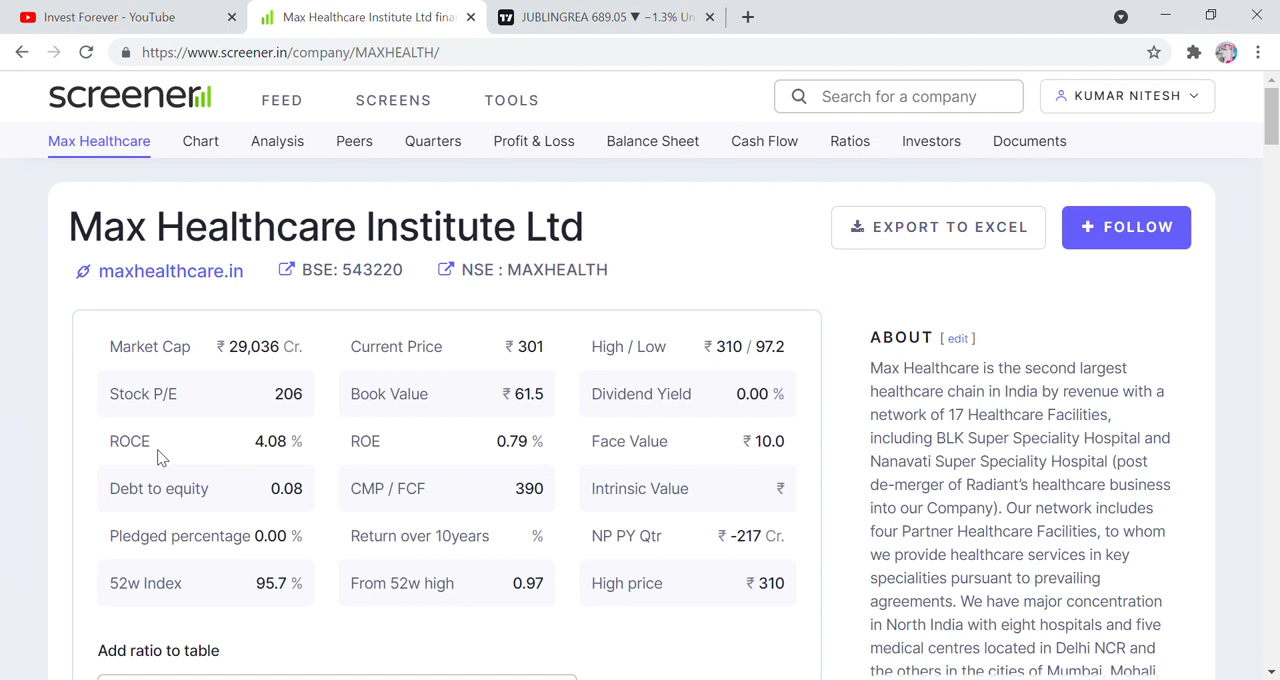 Invest Forever - YouTube
Max Healthcare Institute Ltd fina
JUBLINGREA 689.05 ▼ −1.3% Un
https://www.screener.in/company/MAXHEALTH/
screener
FEED
SCREENS
TOOLS
Search for a company
KUMAR NITESH
Max Healthcare
Chart
Analysis
Peers
Quarters
Profit & Loss
Balance Sheet
Cash Flow
Ratios
Investors
Documents
Max Healthcare Institute Ltd
EXPORT TO EXCEL
+ FOLLOW
maxhealthcare.in
BSE: 543220
NSE : MAXHEALTH
Market Cap ₹ 29,036 Cr.
Current Price ₹ 301
High / Low ₹ 310 / 97.2
Stock P/E 206
Book Value ₹ 61.5
Dividend Yield 0.00 %
ROCE 4.08 %
ROE 0.79 %
Face Value ₹ 10.0
Debt to equity 0.08
CMP / FCF 390
Intrinsic Value ₹
Pledged percentage 0.00 %
Return over 10years %
NP PY Qtr ₹ -217 Cr.
52w Index 95.7 %
From 52w high 0.97
High price ₹ 310
Add ratio to table
ABOUT [ edit ]
Max Healthcare is the second largest
healthcare chain in India by revenue with a
network of 17 Healthcare Facilities,
including BLK Super Speciality Hospital and
Nanavati Super Speciality Hospital (post
de-merger of Radiant's healthcare business
into our Company). Our network includes
four Partner Healthcare Facilities, to whom
we provide healthcare services in key
specialities pursuant to prevailing
agreements. We have major concentration
in North India with eight hospitals and five
medical centres located in Delhi NCR and
the others in the cities of Mumbai, Mohali,